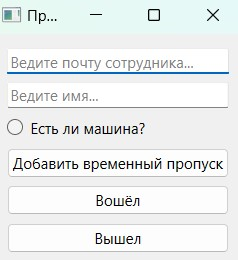 Пр...
Ведите почту сотрудника...
Ведите имя...
Есть ли машина?
Добавить временный пропуск
Вошёл
Вышел